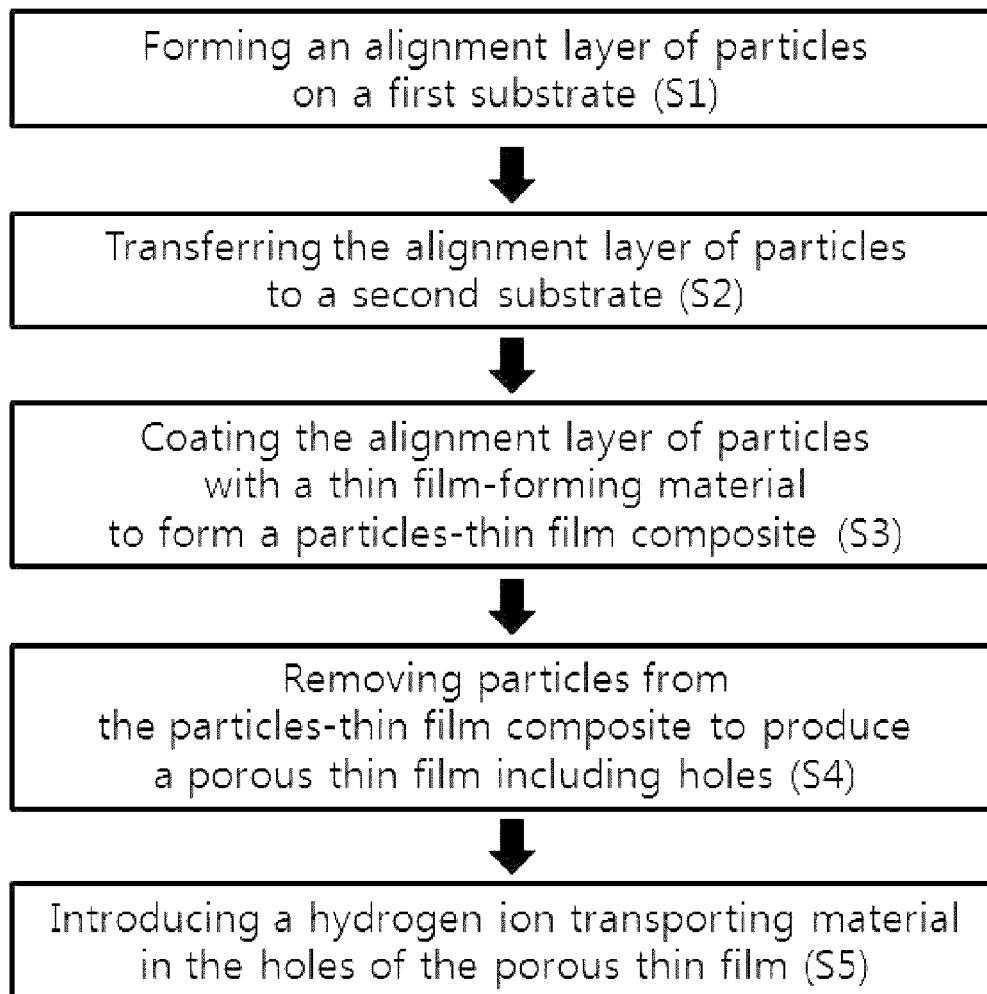 Forming an alignment layer of particles
on a first substrate (S1)
Transferring the alignment layer of particles
to a second substrate (S2)
Coating the alignment layer of particles
with a thin film-forming material
to form a particles-thin film composite (S3)
Removing particles from
the particles-thin film composite to produce
a porous thin film including holes (S4)
Introducing a hydrogen ion transporting material
in the holes of the porous thin film (S5)